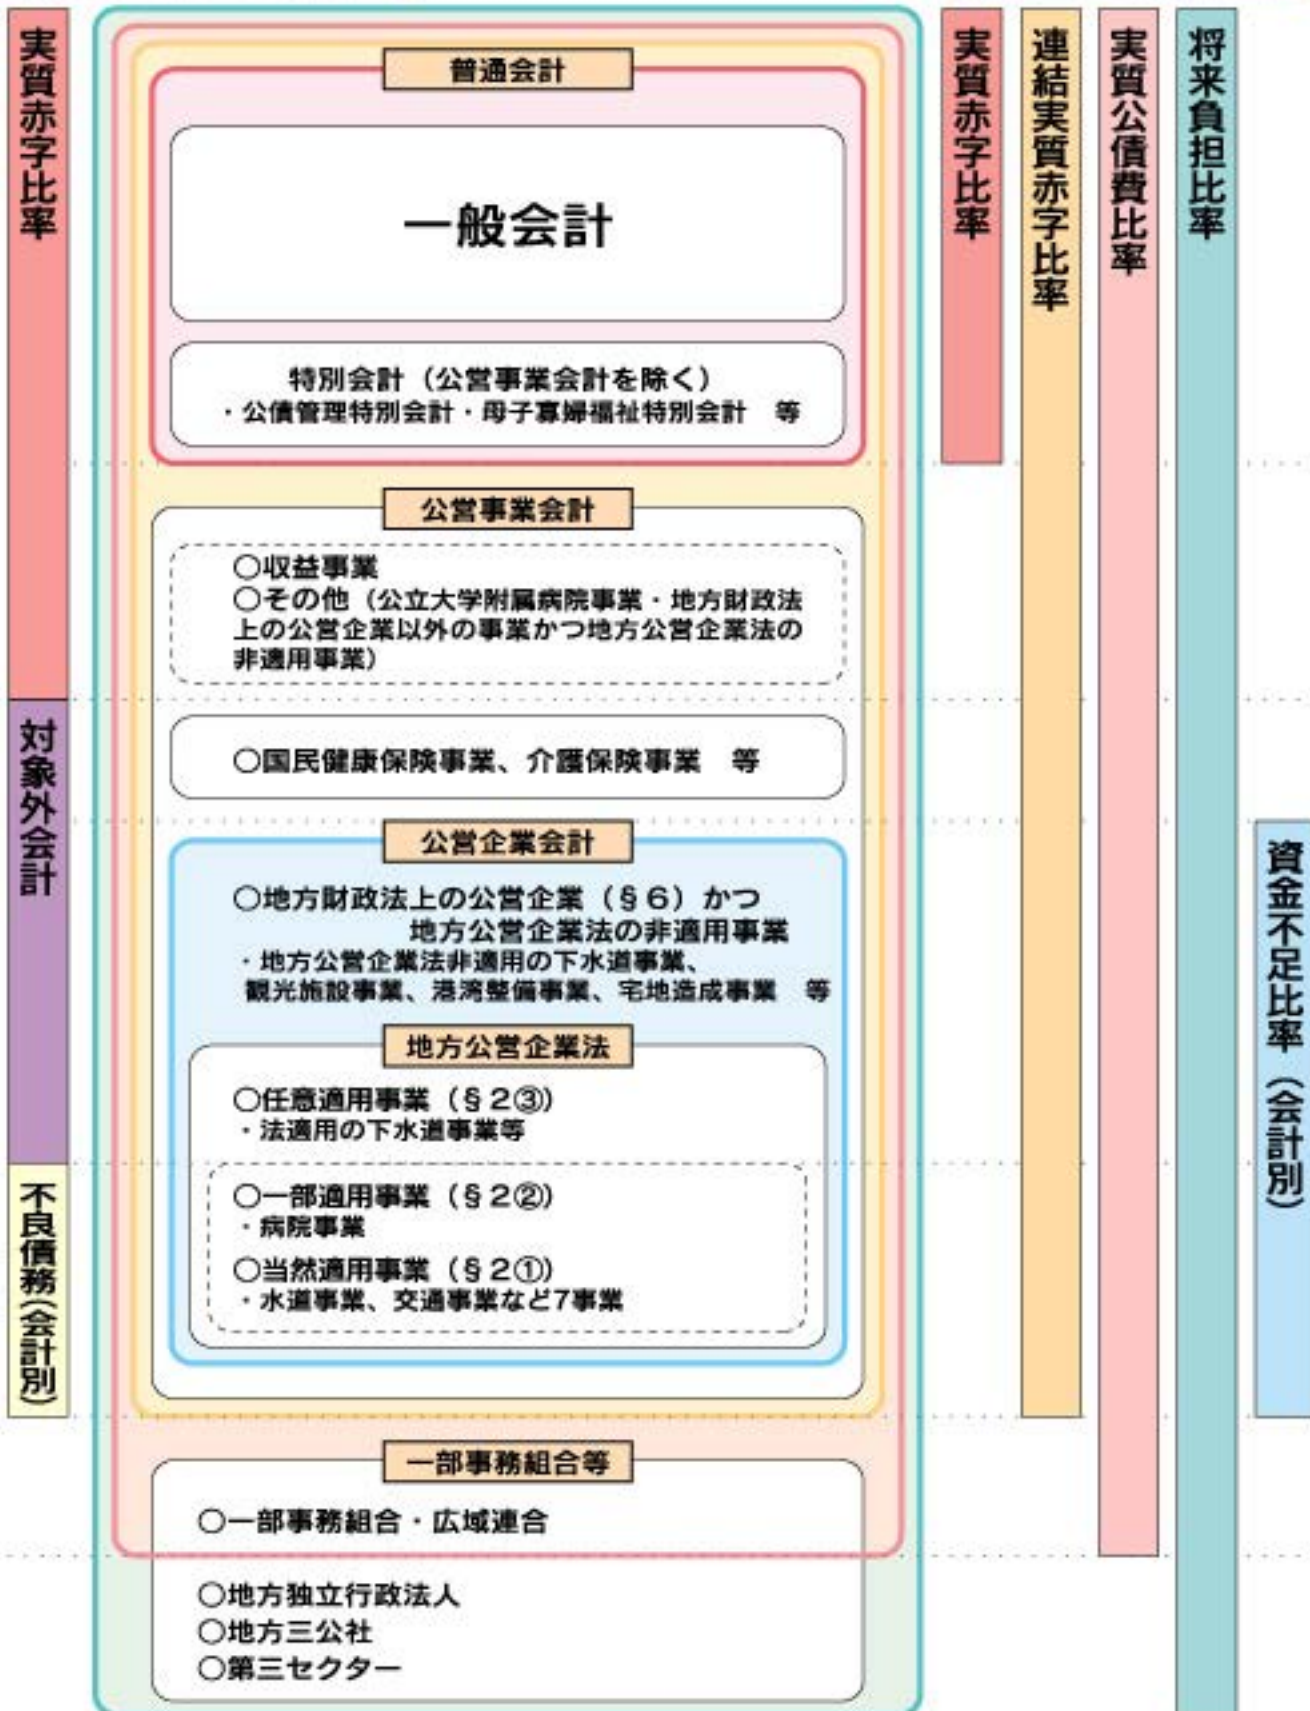 実質赤字比率
対象外会計
不良債務(会計別)
普通会計
一般会計
特別会計（公営事業会計を除く）
・公債管理特別会計・母子寡婦福祉特別会計　等
公営事業会計
○収益事業
○その他（公立大学附属病院事業・地方財政法
上の公営企業以外の事業かつ地方公営企業法の
非適用事業）
○国民健康保険事業、介護保険事業　等
公営企業会計
○地方財政法上の公営企業（§６）かつ
地方公営企業法の非適用事業
・地方公営企業法非適用の下水道事業、
観光施設事業、港湾整備事業、宅地造成事業　等
地方公営企業法
○任意適用事業（§２③）
・法適用の下水道事業等
○一部適用事業（§２②）
・病院事業
○当然適用事業（§２①）
・水道事業、交通事業など7事業
一部事務組合等
○一部事務組合・広域連合
○地方独立行政法人
○地方三公社
○第三セクター
実質赤字比率
連結実質赤字比率
実質公債費比率
将来負担比率
資金不足比率（会計別）